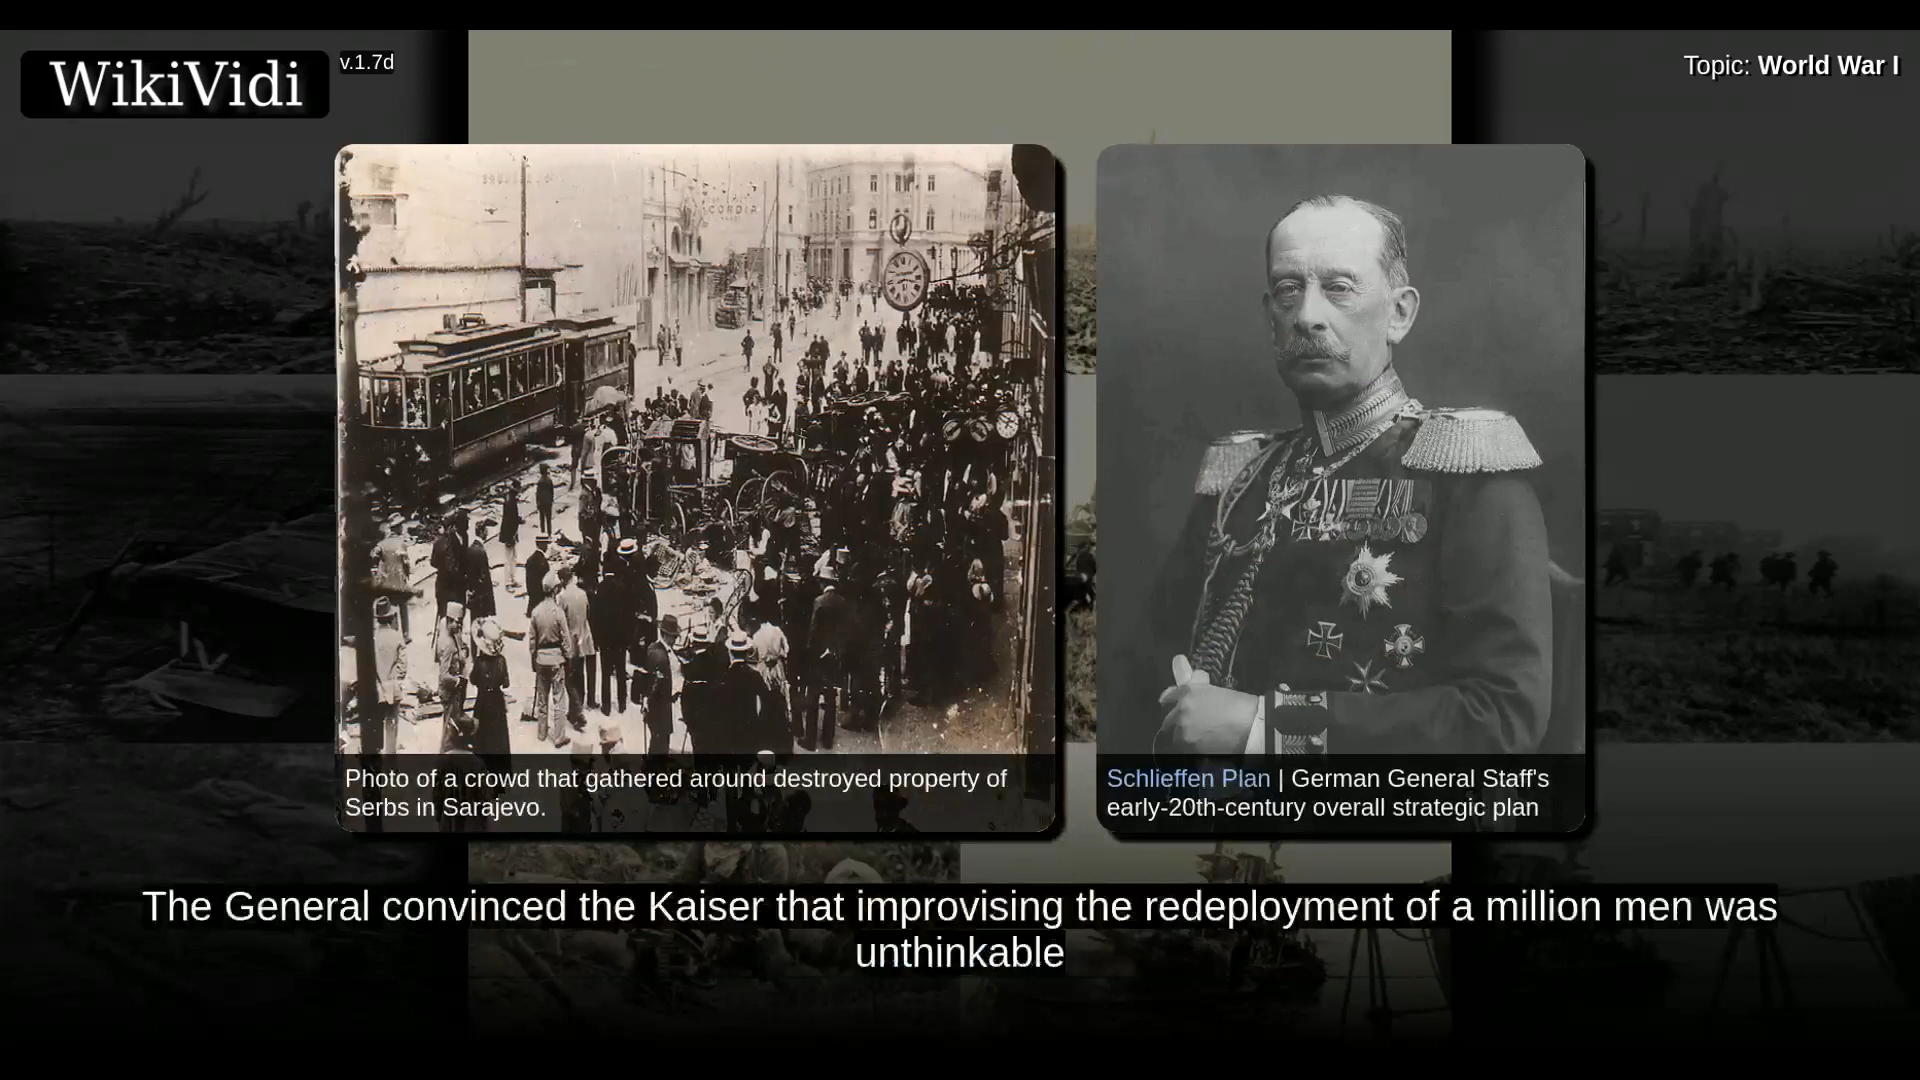 WikiVidi
v.1.7d
Topic: World War I
CORDIA
Photo of a crowd that gathered around destroyed property of
Serbs in Sarajevo.
Schlieffen Plan | German General Staff's
early-20th-century overall strategic plan
The General convinced the Kaiser that improvising the redeployment of a million men was
unthinkable